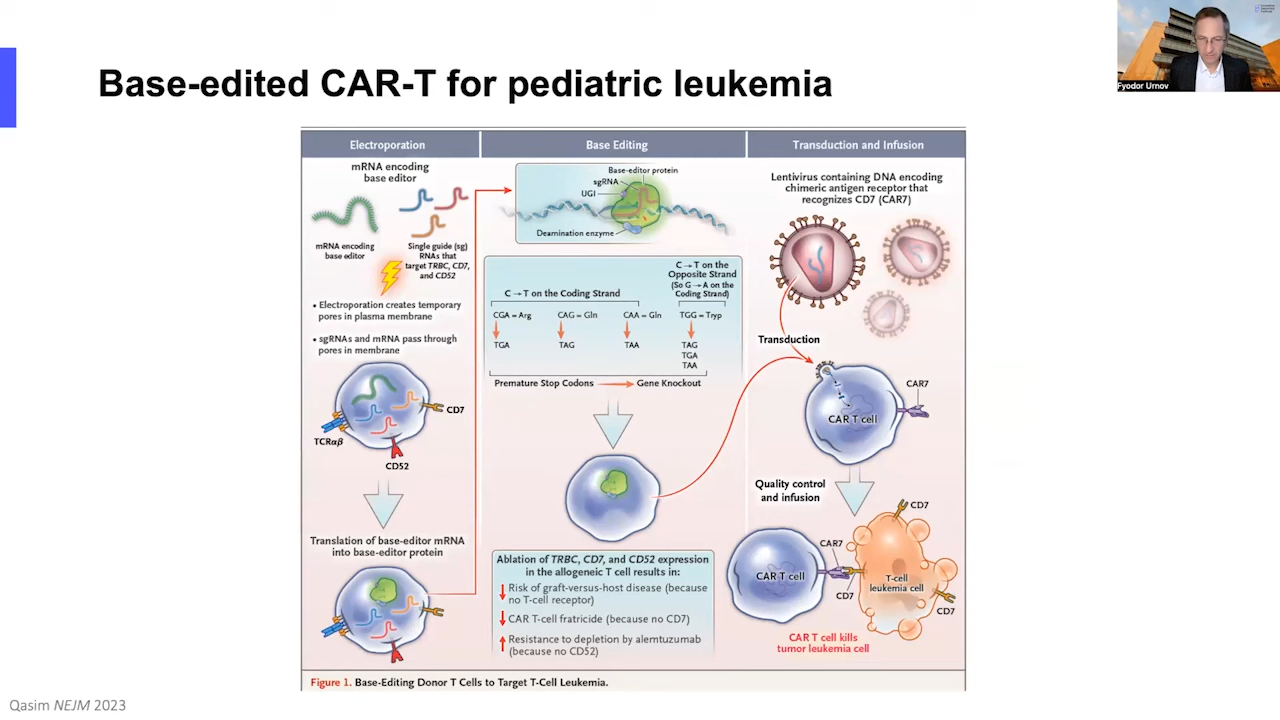 Base-edited CAR-T for pediatric leukemia
Fyodor Urnov
Electroporation
mRNA encoding
base editor
mRNA encoding
base editor
Single guide (sg)
RNAs that
target TRBC, CD7,
and CD52
• Electroporation creates temporary
pores in plasma membrane
• sgRNAs and mRNA pass through
pores in membrane
CD7
TCRαβ
CD52
Translation of base-editor mRNA
into base-editor protein
Base Editing
Base-editor protein
sgRNA
UGI
Deamination enzyme
C→T on the Coding Strand
C→T on the
Opposite Strand
(So G→A on the
Coding Strand)
CGA = Arg
CAG = Gln
CAA = Gln
TGG = Tryp
TGA
TAG
TAA
TAG
TGA
TAA
Premature Stop Codons
Gene Knockout
Ablation of TRBC, CD7, and CD52 expression
in the allogeneic T cell results in:
Risk of graft-versus-host disease (because
no T-cell receptor)
CAR T-cell fratricide (because no CD7)
Resistance to depletion by alemtuzumab
(because no CD52)
Transduction and Infusion
Lentivirus containing DNA encoding
chimeric antigen receptor that
recognizes CD7 (CAR7)
Transduction
CAR7
CAR T cell
Quality control
and infusion
CD7
CAR7
CAR T cell
T-cell
leukemia cell
CD7
CD7
CAR T cell kills
tumor leukemia cell
Figure 1. Base-Editing Donor T Cells to Target T-Cell Leukemia.
Qasim NEJM 2023